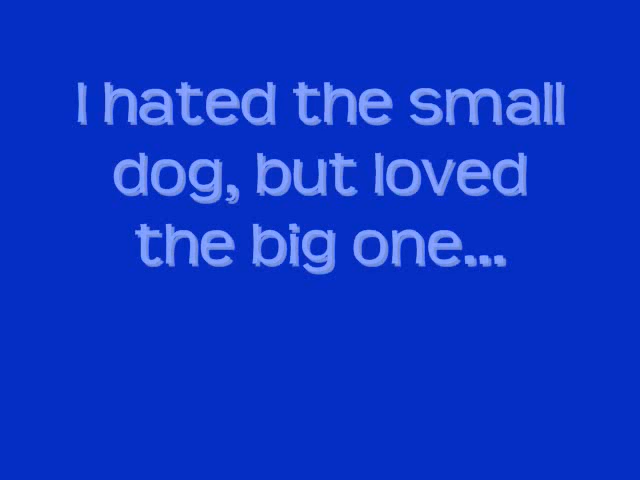 I hated the small
dog, but loved
the big one...